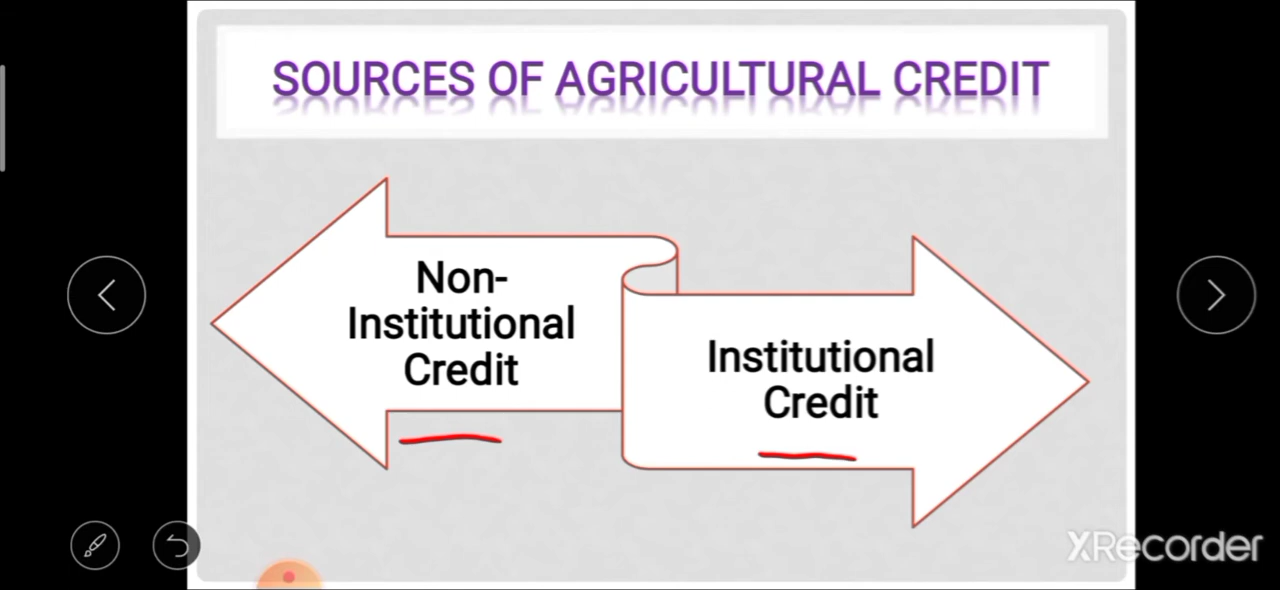 SOURCES OF AGRICULTURAL CREDIT
Non-
Institutional
Credit
Institutional
Credit
XRecorder